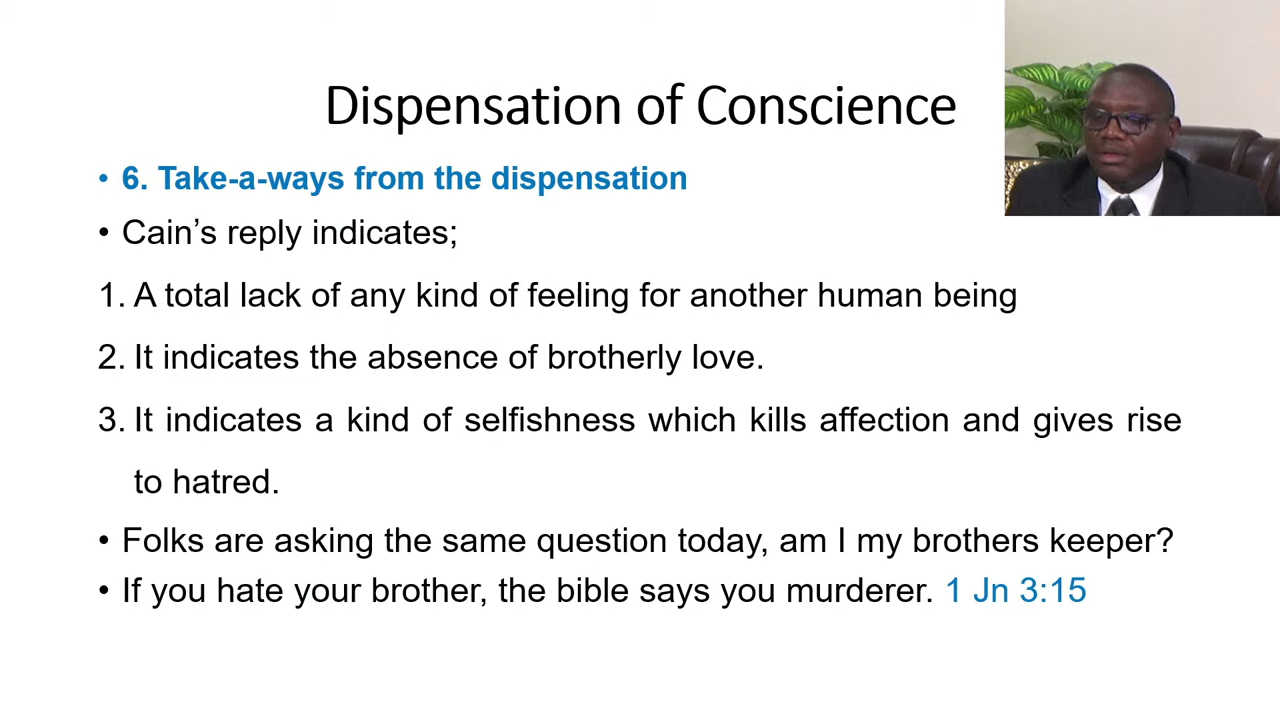 Dispensation of Conscience
• 6. Take-a-ways from the dispensation
• Cain’s reply indicates;
1. A total lack of any kind of feeling for another human being
2. It indicates the absence of brotherly love.
3. It indicates a kind of selfishness which kills affection and gives rise
to hatred.
• Folks are asking the same question today, am I my brothers keeper?
• If you hate your brother, the bible says you murderer. 1 Jn 3:15